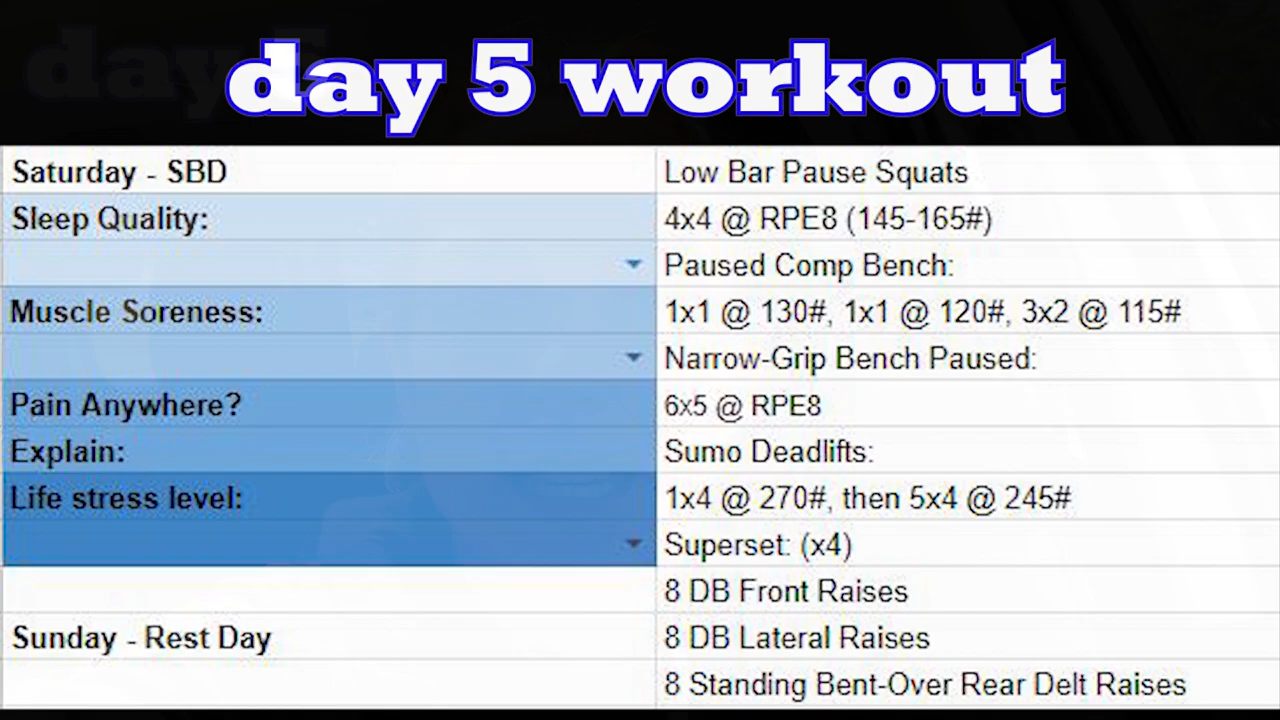 day 5 workout
Saturday - SBD
Low Bar Pause Squats
Sleep Quality:
4x4 @ RPE8 (145-165#)
Paused Comp Bench:
Muscle Soreness:
1x1 @ 130#, 1x1 @ 120#, 3x2 @ 115#
Narrow-Grip Bench Paused:
Pain Anywhere?
6x5 @ RPE8
Explain:
Sumo Deadlifts:
Life stress level:
1x4 @ 270#, then 5x4 @ 245#
Superset: (x4)
8 DB Front Raises
Sunday - Rest Day
8 DB Lateral Raises
8 Standing Bent-Over Rear Delt Raises